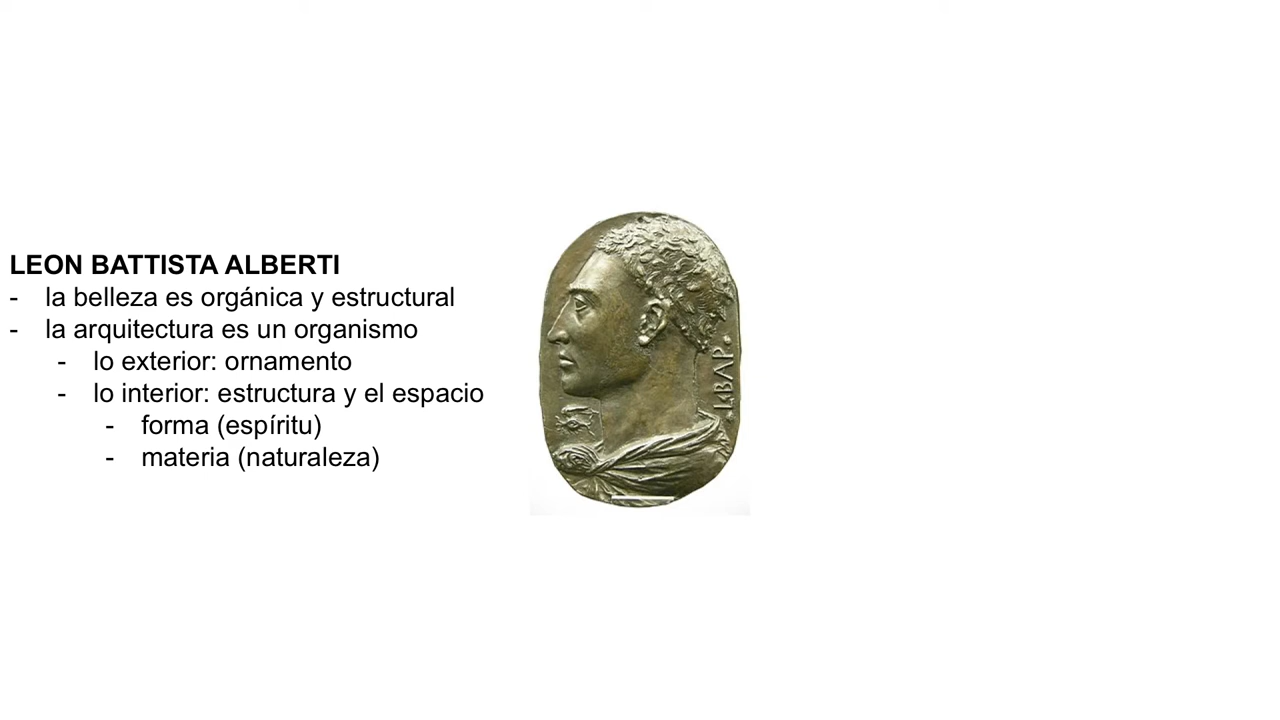 LEON BATTISTA ALBERTI
- la belleza es orgánica y estructural
- la arquitectura es un organismo
- lo exterior: ornamento
- lo interior: estructura y el espacio
- forma (espíritu)
- materia (naturaleza)
.L.BAP.